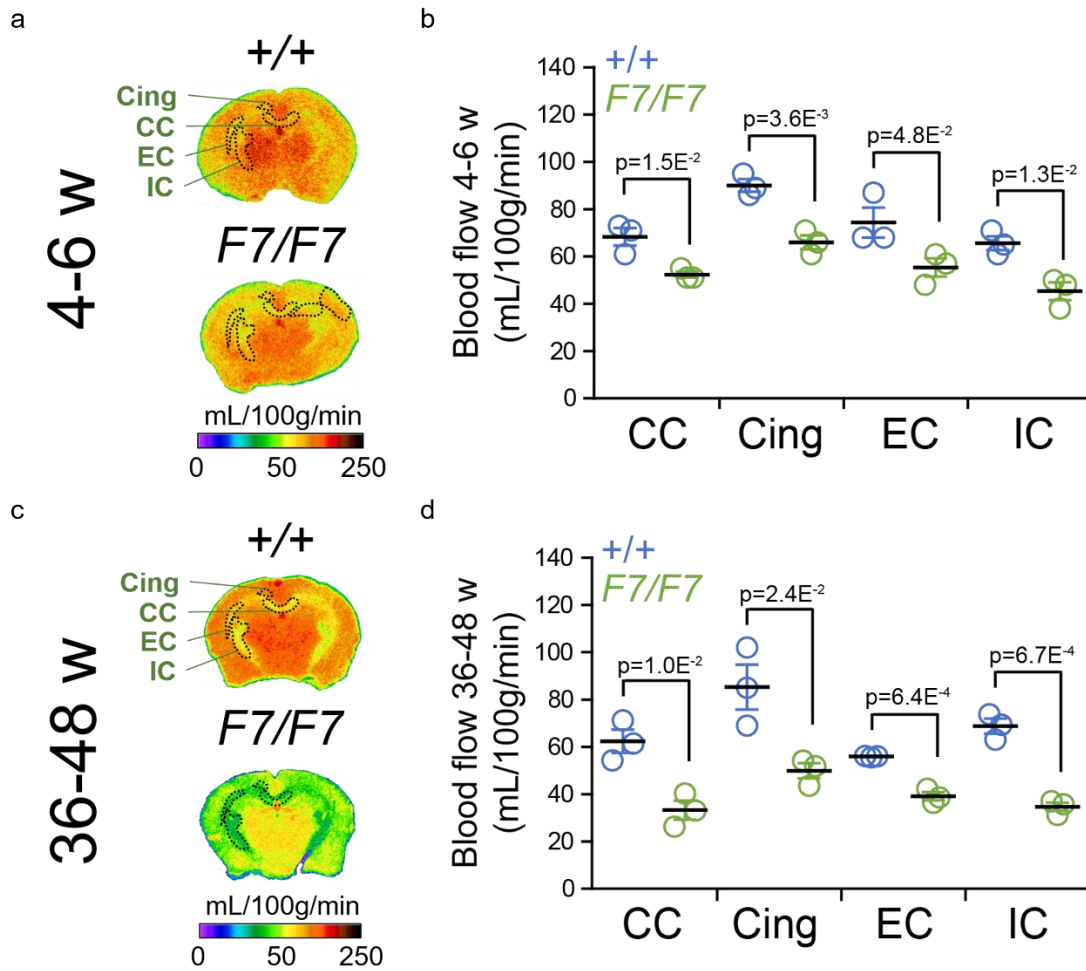 a
+/+
Cing
CC
EC
IC
4-6 w
F7/F7
mL/100g/min
0 50 250
b
+/+
F7/F7
Blood flow 4-6 w
(mL/100g/min)
140
120
100
80
60
40
20
0
p=1.5E-2
p=3.6E-3
p=4.8E-2
p=1.3E-2
CC Cing EC IC
c
+/+
Cing
CC
EC
IC
36-48 w
F7/F7
mL/100g/min
0 50 250
d
+/+
F7/F7
Blood flow 36-48 w
(mL/100g/min)
140
120
100
80
60
40
20
0
p=1.0E-2
p=2.4E-2
p=6.4E-4
p=6.7E-4
CC Cing EC IC